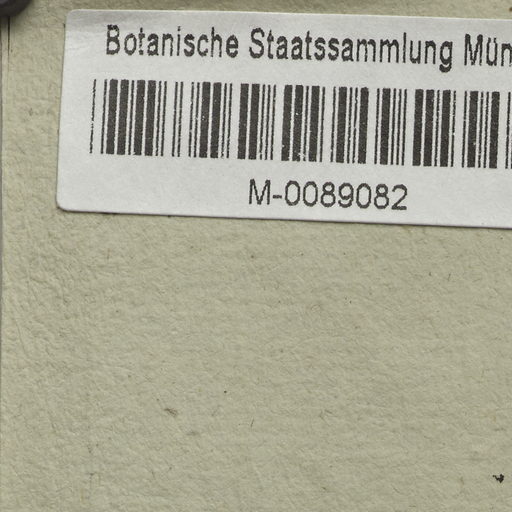 Botanische Staatssammlung Mün
M-0089082